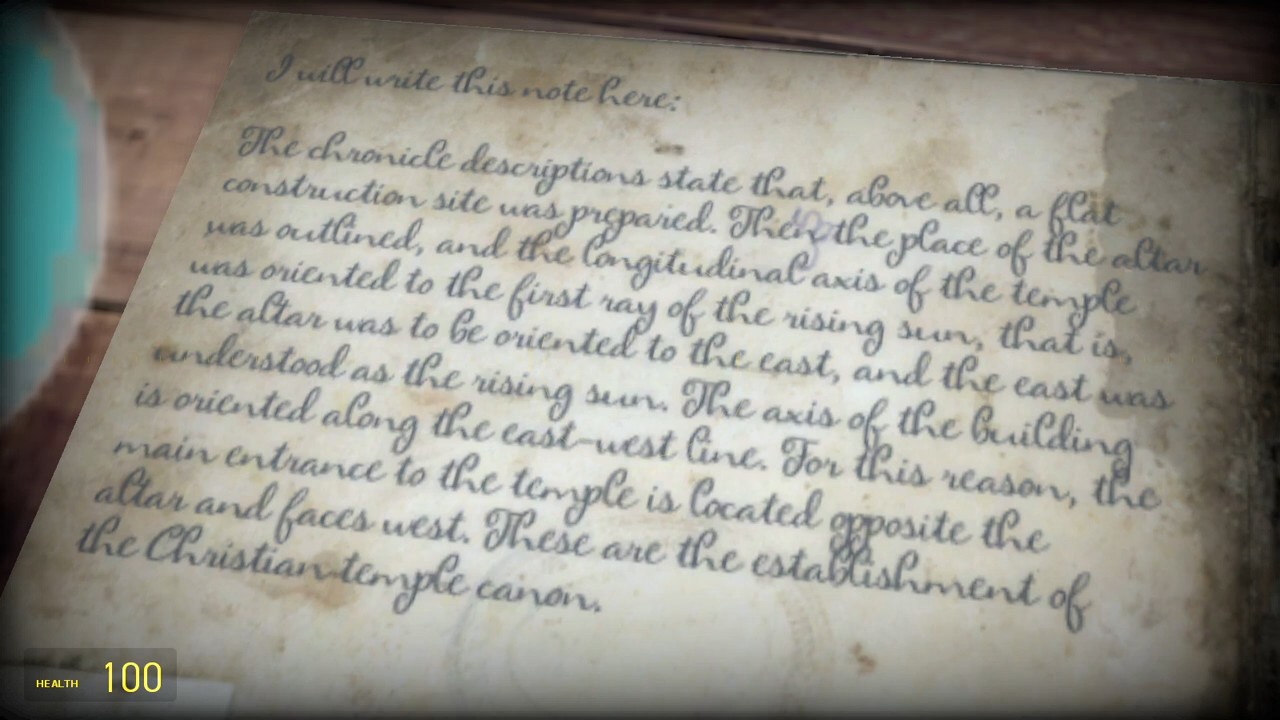 I will write this note here:
The chronicle descriptions state that, above all, a flat
construction site was prepared. Then the place of the altar
was outlined, and the longitudinal axis of the temple
was oriented to the first ray of the rising sun, that is,
the altar was to be oriented to the east, and the east was
understood as the rising sun. The axis of the building
is oriented along the east-west line. For this reason, the
main entrance to the temple is located opposite the
altar and faces west. These are the establishment of
the Christian temple canon.
HEALTH 100